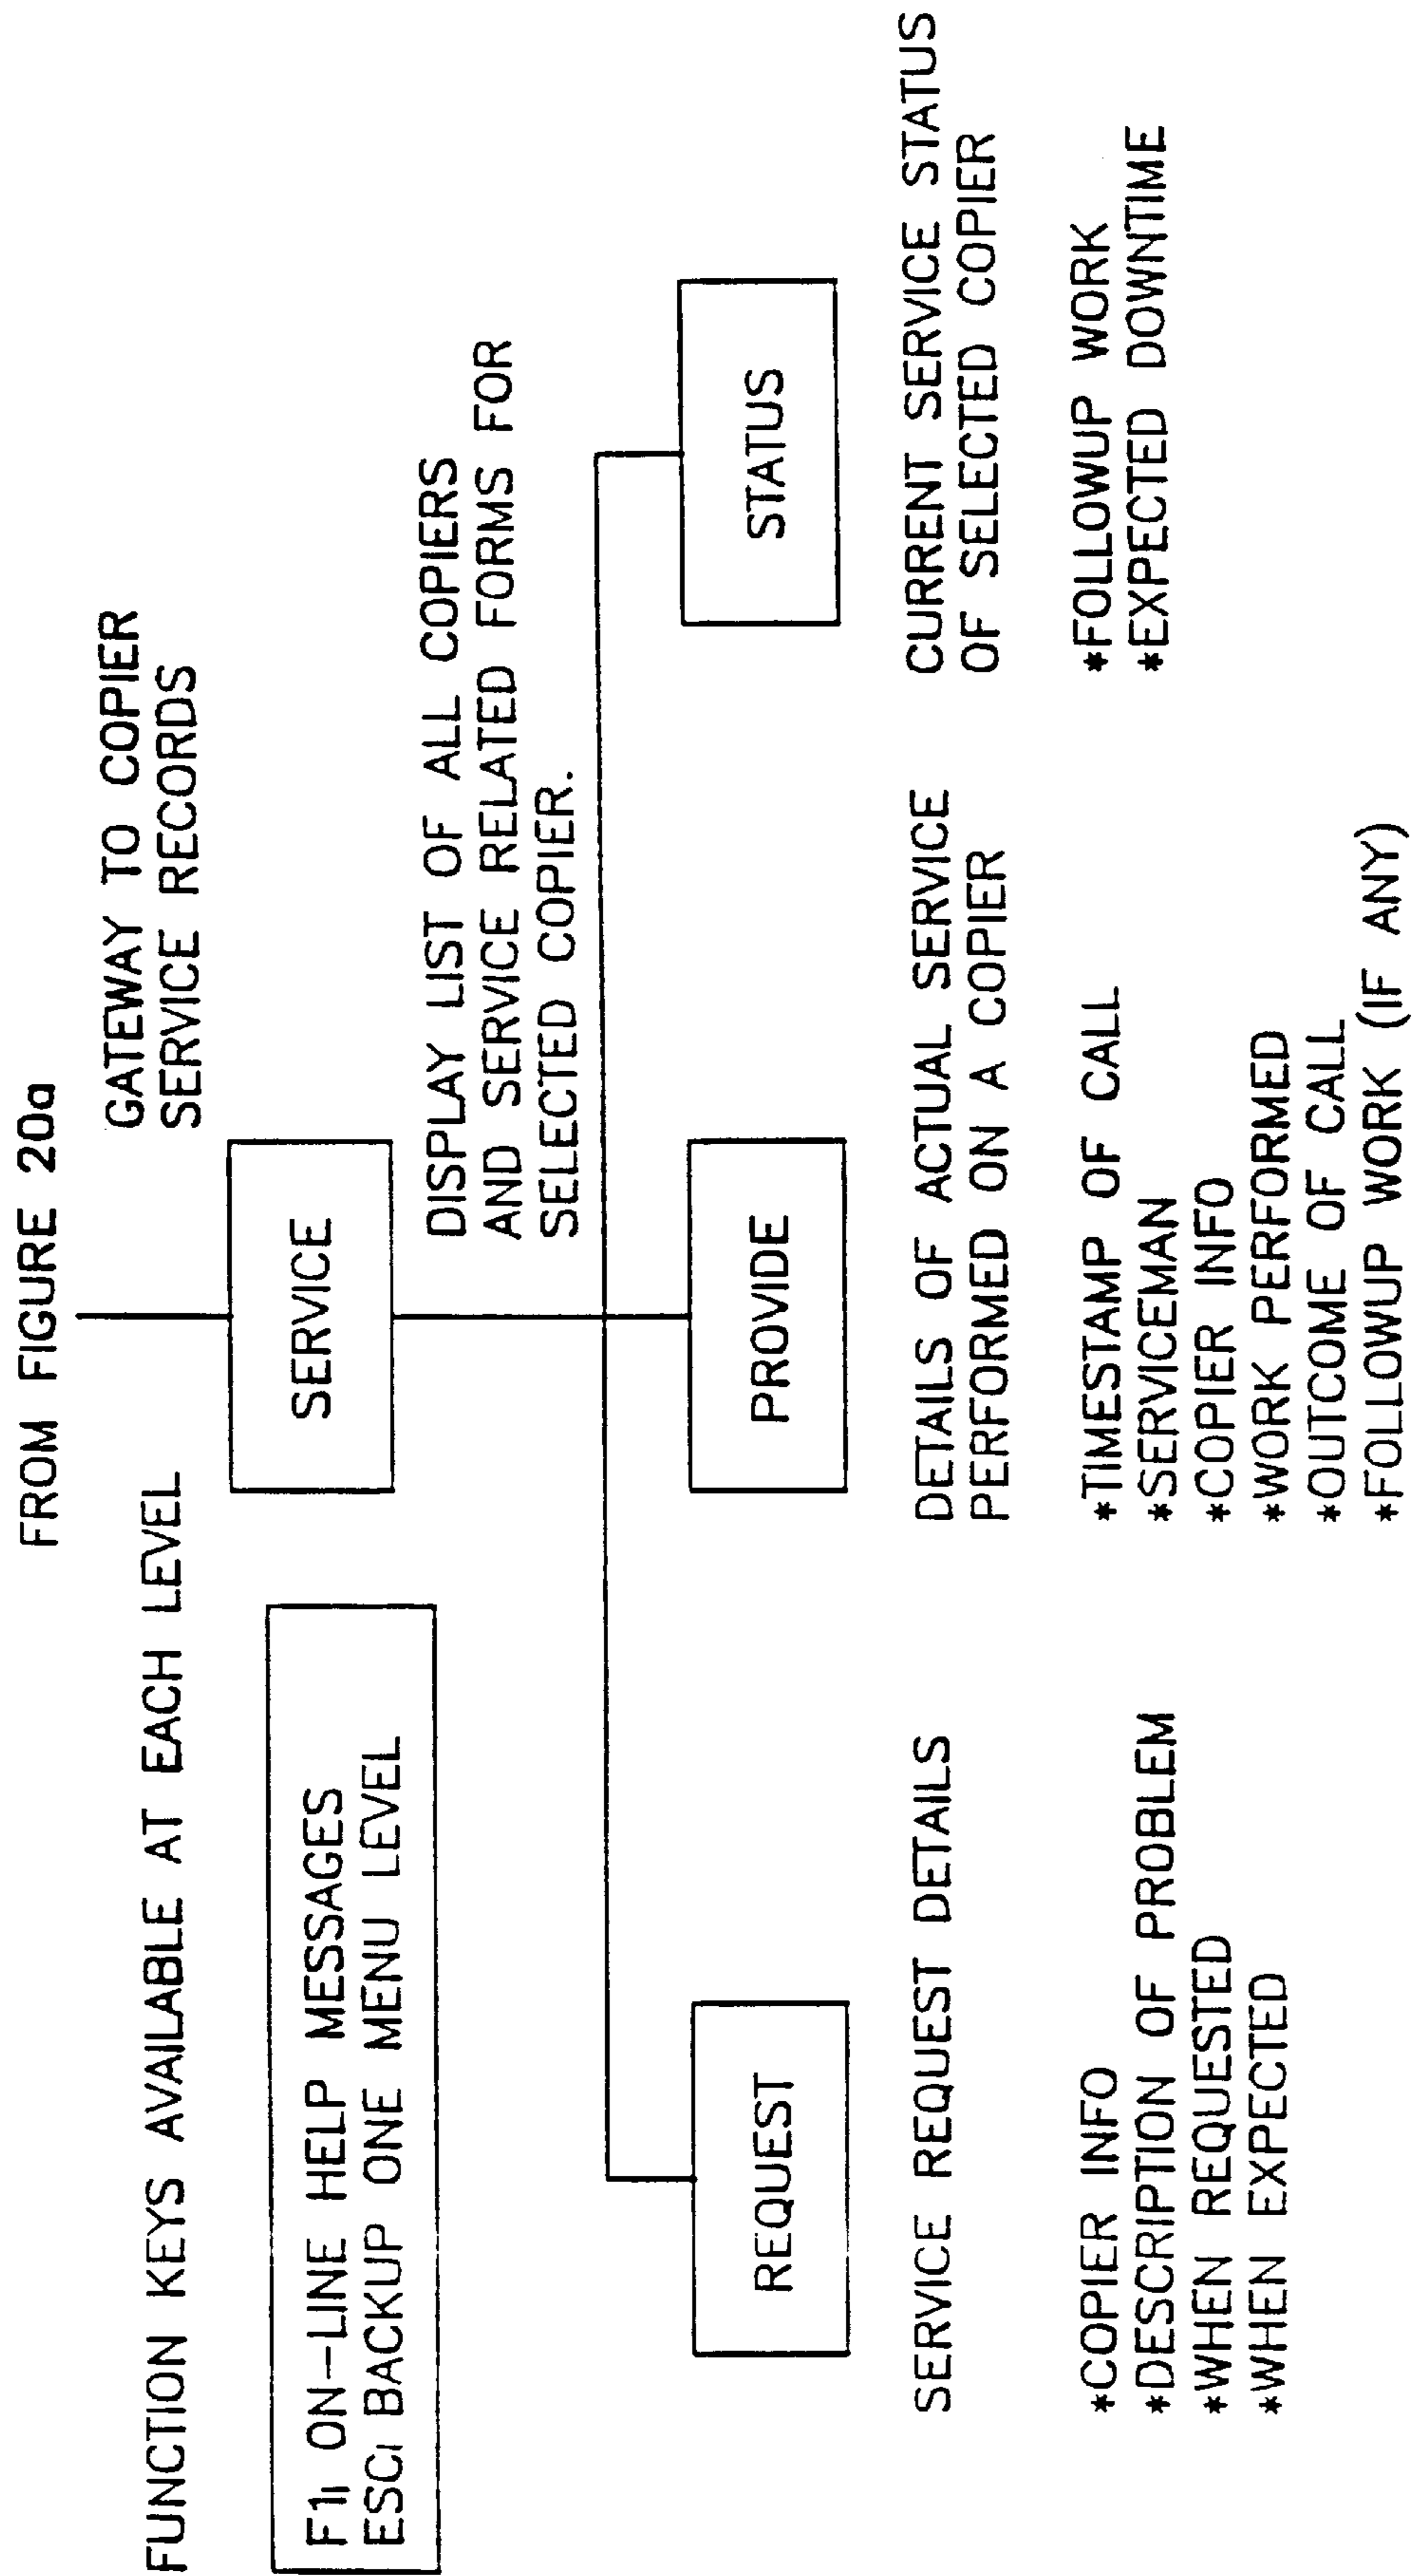 FROM FIGURE 20a
FUNCTION KEYS AVAILABLE AT EACH LEVEL
F1: ON-LINE HELP MESSAGES
ESC: BACKUP ONE MENU LEVEL
GATEWAY TO COPIER
SERVICE RECORDS
SERVICE
DISPLAY LIST OF ALL COPIERS
AND SERVICE RELATED FORMS FOR
SELECTED COPIER.
REQUEST
SERVICE REQUEST DETAILS
*COPIER INFO
*DESCRIPTION OF PROBLEM
*WHEN REQUESTED
*WHEN EXPECTED
PROVIDE
DETAILS OF ACTUAL SERVICE
PERFORMED ON A COPIER
*TIMESTAMP OF CALL
*SERVICEMAN
*COPIER INFO
*WORK PERFORMED
*OUTCOME OF CALL
*FOLLOWUP WORK (IF ANY)
STATUS
CURRENT SERVICE STATUS
OF SELECTED COPIER
*FOLLOWUP WORK
*EXPECTED DOWNTIME